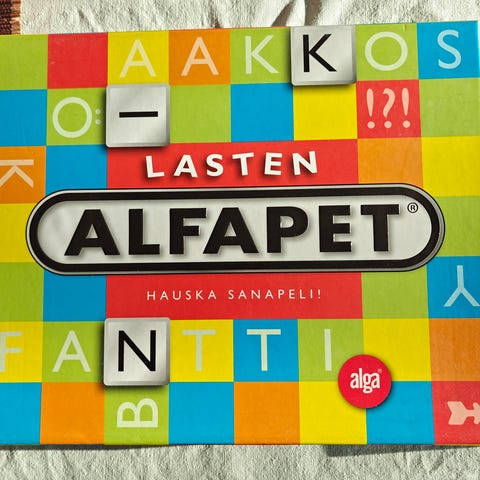 AAKKOS
Ö:
I
!?!
LASTEN
K
ALFAPET®
HAUSKA SANAPELI!
Y
FANTTI
alga®
B